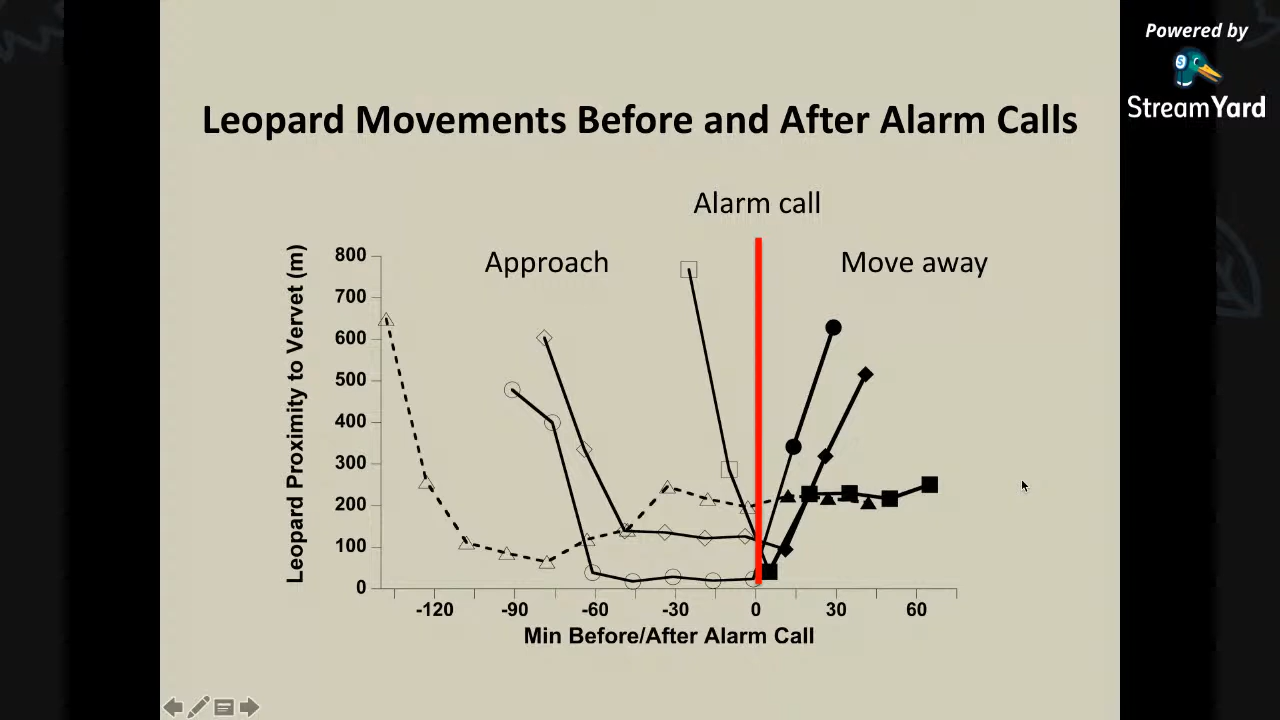 Powered by
StreamYard
Leopard Movements Before and After Alarm Calls
Alarm call
Approach
Move away
Leopard Proximity to Vervet (m)
800
700
600
500
400
300
200
100
0
-120 -90 -60 -30 0 30 60
Min Before/After Alarm Call